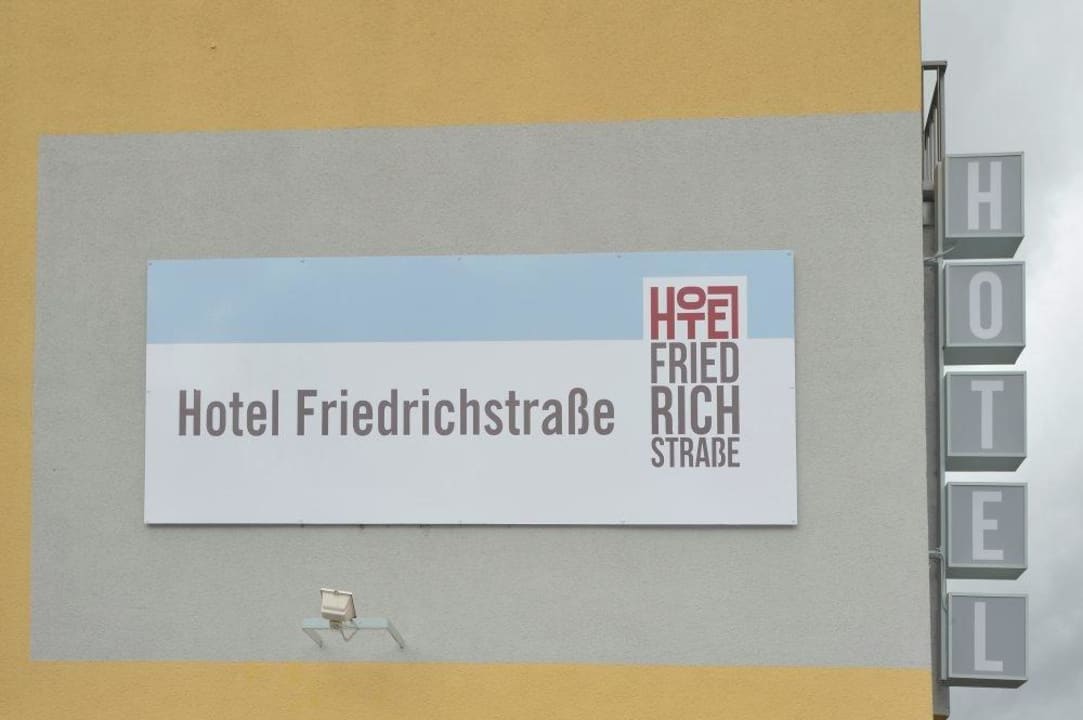 Hotel Friedrichstraße
HOTEL
FRIED
RICH
STRAßE
H
O
T
E
L